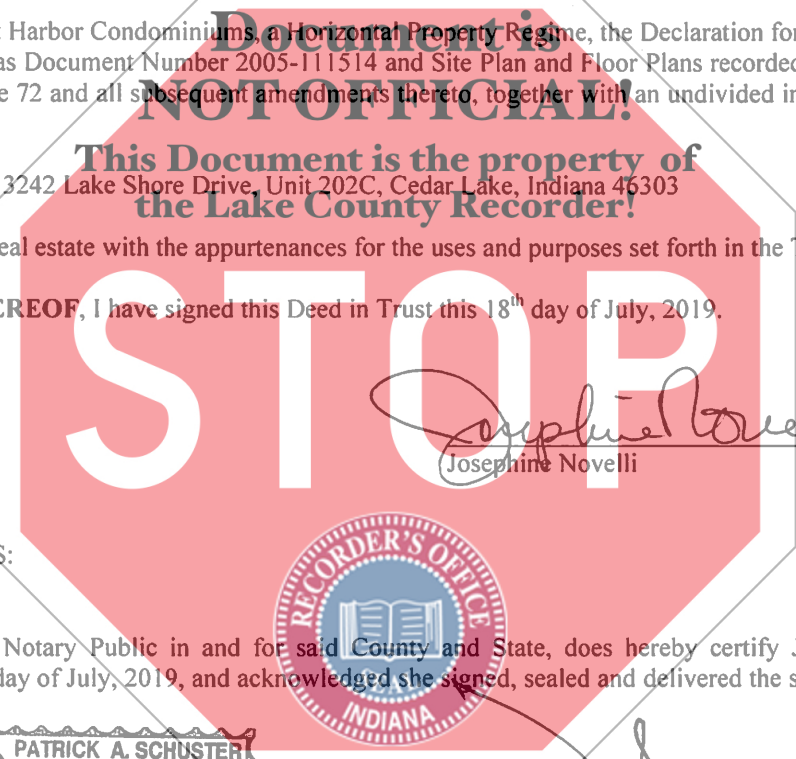 t Harbor Condominiums, a Horizontal Property Regime, the Declaration for
Document is
as Document Number 2005-111514 and Site Plan and Floor Plans recorded
e 72 and all subsequent amendments thereto, together with an undivided in
NOT OFFICIAL!
This Document is the property of
3242 Lake Shore Drive, Unit 202C, Cedar Lake, Indiana 46303
the Lake County Recorder!
eal estate with the appurtenances for the uses and purposes set forth in the T
EREOF, I have signed this Deed in Trust this 18th day of July, 2019.
STOP
Josephine Nove
Josephine Novelli
S:
RECORDER'S OFFICE
Notary Public in and for said County and State, does hereby certify J
day of July, 2019, and acknowledged she signed, sealed and delivered the s
SEAL
INDIANA
PATRICK A. SCHUSTER